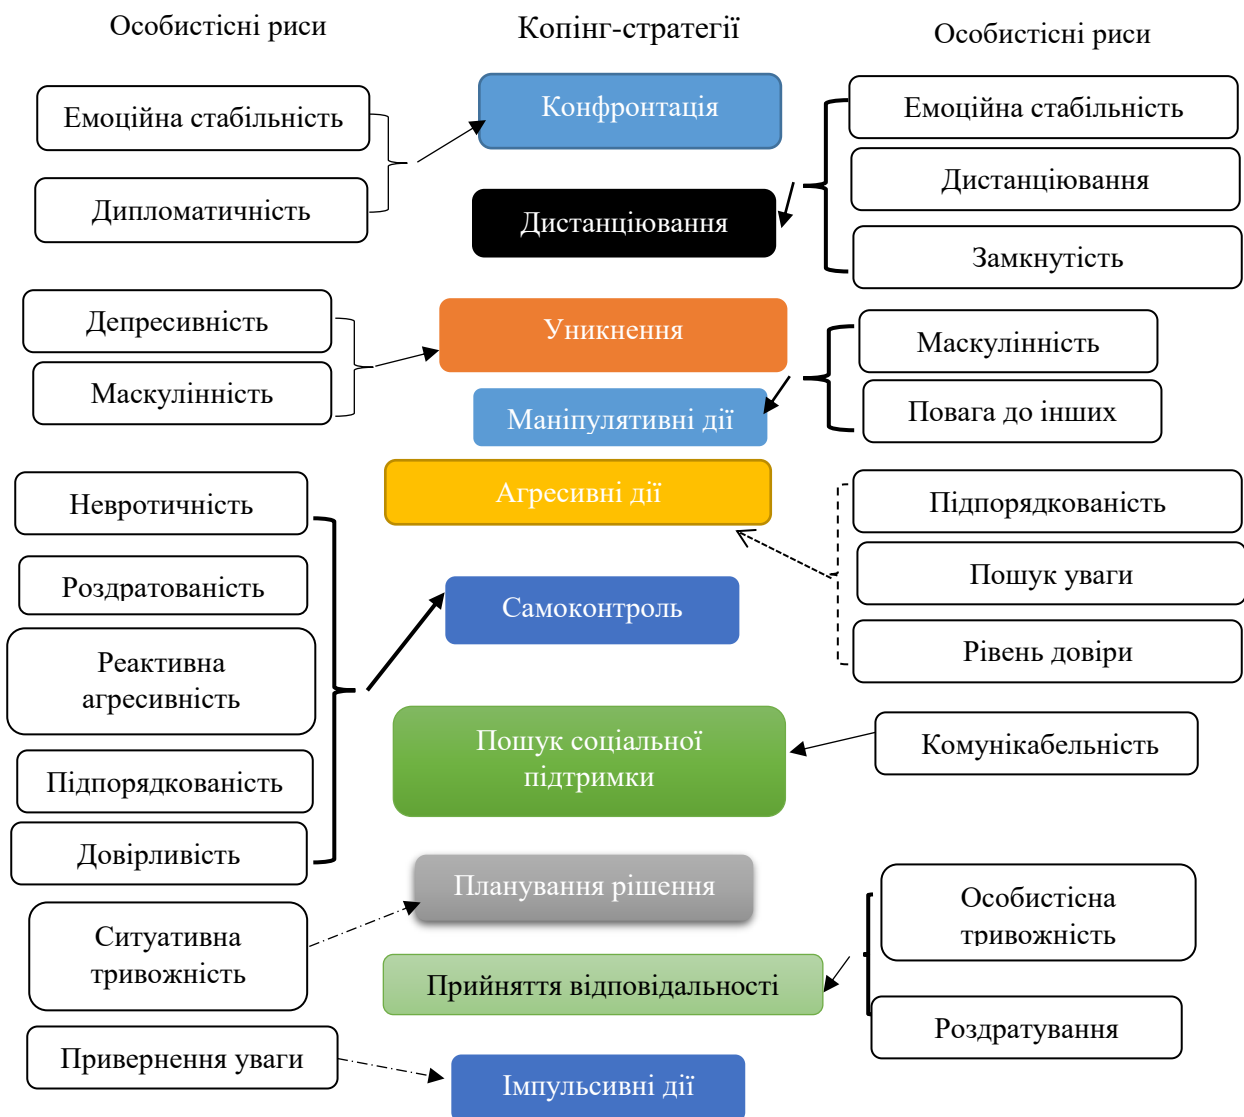 Особистісні риси
Копінг-стратегії
Особистісні риси
Емоційна стабільність
Дипломатичність
Депресивність
Маскулінність
Невротичність
Роздратованість
Реактивна
агресивність
Підпорядкованість
Довірливість
Ситуативна
тривожність
Привернення уваги
Конфронтація
Дистанціювання
Уникнення
Маніпулятивні дії
Агресивні дії
Самоконтроль
Пошук соціальної
підтримки
Планування рішення
Прийняття відповідальності
Імпульсивні дії
Емоційна стабільність
Дистанціювання
Замкнутість
Маскулінність
Повага до інших
Підпорядкованість
Пошук уваги
Рівень довіри
Комунікабельність
Особистісна
тривожність
Роздратування